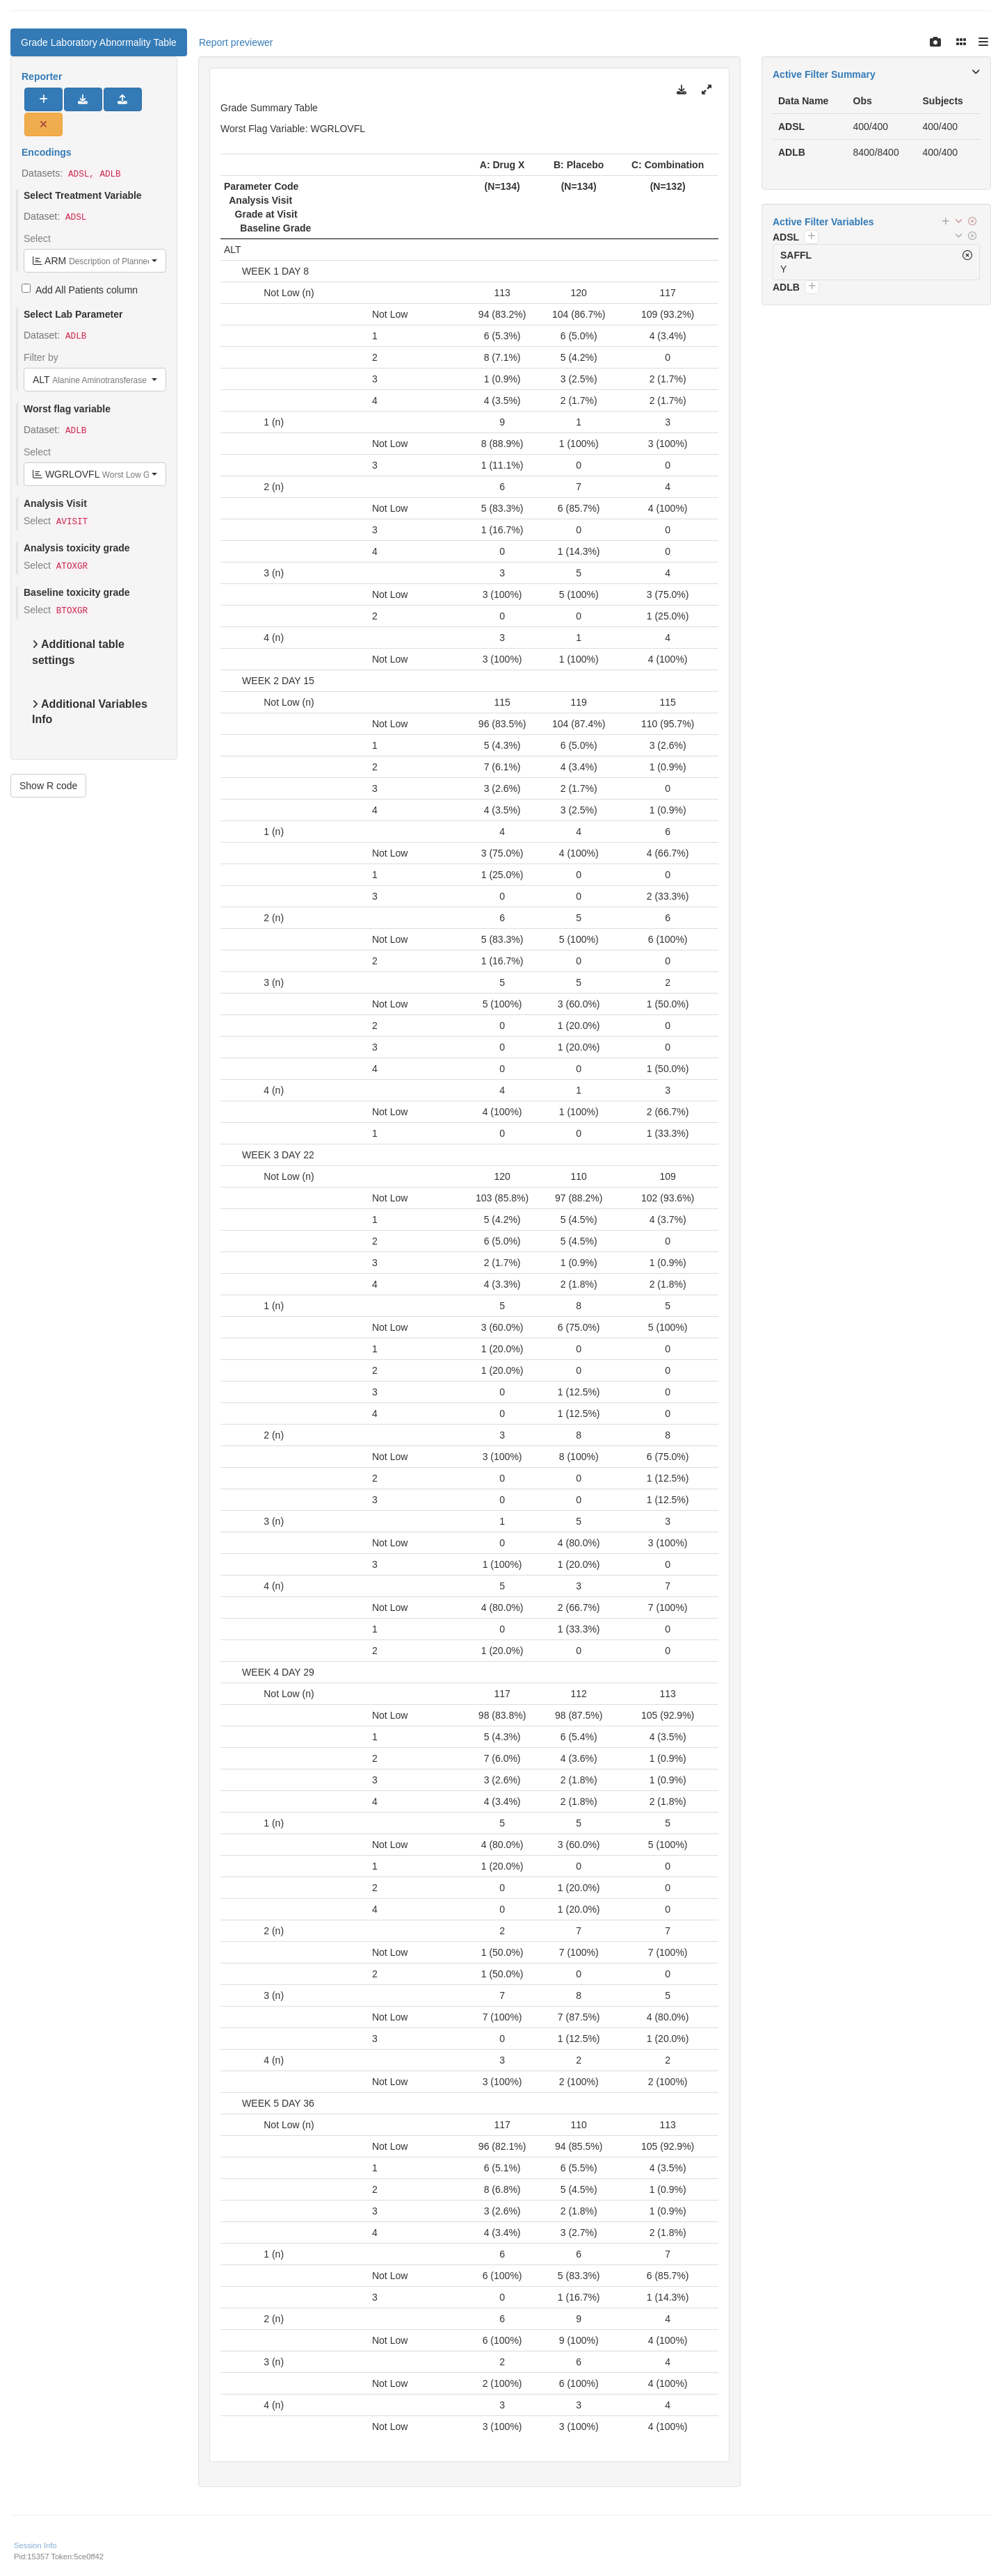 Grade Laboratory Abnormality Table Report previewer
Reporter
Encodings
Datasets: ADSL, ADLB
Select Treatment Variable
Dataset: ADSL
Select
ARM Description of Planned
Add All Patients column
Select Lab Parameter
Dataset: ADLB
Filter by
ALT Alanine Aminotransferase
Worst flag variable
Dataset: ADLB
Select
WGRLOVFL Worst Low G
Analysis Visit
Select AVISIT
Analysis toxicity grade
Select ATOXGR
Baseline toxicity grade
Select BTOXGR
Additional table
settings
Additional Variables
Info
Show R code
Grade Summary Table
Worst Flag Variable: WGRLOVFL
A: Drug X B: Placebo C: Combination
Parameter Code (N=134) (N=134) (N=132)
Analysis Visit
Grade at Visit
Baseline Grade
ALT
WEEK 1 DAY 8
Not Low (n) 113 120 117
Not Low 94 (83.2%) 104 (86.7%) 109 (93.2%)
1 6 (5.3%) 6 (5.0%) 4 (3.4%)
2 8 (7.1%) 5 (4.2%) 0
3 1 (0.9%) 3 (2.5%) 2 (1.7%)
4 4 (3.5%) 2 (1.7%) 2 (1.7%)
1 (n) 9 1 3
Not Low 8 (88.9%) 1 (100%) 3 (100%)
3 1 (11.1%) 0 0
2 (n) 6 7 4
Not Low 5 (83.3%) 6 (85.7%) 4 (100%)
3 1 (16.7%) 0 0
4 0 1 (14.3%) 0
3 (n) 3 5 4
Not Low 3 (100%) 5 (100%) 3 (75.0%)
2 0 0 1 (25.0%)
4 (n) 3 1 4
Not Low 3 (100%) 1 (100%) 4 (100%)
WEEK 2 DAY 15
Not Low (n) 115 119 115
Not Low 96 (83.5%) 104 (87.4%) 110 (95.7%)
1 5 (4.3%) 6 (5.0%) 3 (2.6%)
2 7 (6.1%) 4 (3.4%) 1 (0.9%)
3 3 (2.6%) 2 (1.7%) 0
4 4 (3.5%) 3 (2.5%) 1 (0.9%)
1 (n) 4 4 6
Not Low 3 (75.0%) 4 (100%) 4 (66.7%)
1 1 (25.0%) 0 0
3 0 0 2 (33.3%)
2 (n) 6 5 6
Not Low 5 (83.3%) 5 (100%) 6 (100%)
2 1 (16.7%) 0 0
3 (n) 5 5 2
Not Low 5 (100%) 3 (60.0%) 1 (50.0%)
2 0 1 (20.0%) 0
3 0 1 (20.0%) 0
4 0 0 1 (50.0%)
4 (n) 4 1 3
Not Low 4 (100%) 1 (100%) 2 (66.7%)
1 0 0 1 (33.3%)
WEEK 3 DAY 22
Not Low (n) 120 110 109
Not Low 103 (85.8%) 97 (88.2%) 102 (93.6%)
1 5 (4.2%) 5 (4.5%) 4 (3.7%)
2 6 (5.0%) 5 (4.5%) 0
3 2 (1.7%) 1 (0.9%) 1 (0.9%)
4 4 (3.3%) 2 (1.8%) 2 (1.8%)
1 (n) 5 8 5
Not Low 3 (60.0%) 6 (75.0%) 5 (100%)
1 1 (20.0%) 0 0
2 1 (20.0%) 0 0
3 0 1 (12.5%) 0
4 0 1 (12.5%) 0
2 (n) 3 8 8
Not Low 3 (100%) 8 (100%) 6 (75.0%)
2 0 0 1 (12.5%)
3 0 0 1 (12.5%)
3 (n) 1 5 3
Not Low 0 4 (80.0%) 3 (100%)
3 1 (100%) 1 (20.0%) 0
4 (n) 5 3 7
Not Low 4 (80.0%) 2 (66.7%) 7 (100%)
1 0 1 (33.3%) 0
2 1 (20.0%) 0 0
WEEK 4 DAY 29
Not Low (n) 117 112 113
Not Low 98 (83.8%) 98 (87.5%) 105 (92.9%)
1 5 (4.3%) 6 (5.4%) 4 (3.5%)
2 7 (6.0%) 4 (3.6%) 1 (0.9%)
3 3 (2.6%) 2 (1.8%) 1 (0.9%)
4 4 (3.4%) 2 (1.8%) 2 (1.8%)
1 (n) 5 5 5
Not Low 4 (80.0%) 3 (60.0%) 5 (100%)
1 1 (20.0%) 0 0
2 0 1 (20.0%) 0
4 0 1 (20.0%) 0
2 (n) 2 7 7
Not Low 1 (50.0%) 7 (100%) 7 (100%)
2 1 (50.0%) 0 0
3 (n) 7 8 5
Not Low 7 (100%) 7 (87.5%) 4 (80.0%)
3 0 1 (12.5%) 1 (20.0%)
4 (n) 3 2 2
Not Low 3 (100%) 2 (100%) 2 (100%)
WEEK 5 DAY 36
Not Low (n) 117 110 113
Not Low 96 (82.1%) 94 (85.5%) 105 (92.9%)
1 6 (5.1%) 6 (5.5%) 4 (3.5%)
2 8 (6.8%) 5 (4.5%) 1 (0.9%)
3 3 (2.6%) 2 (1.8%) 1 (0.9%)
4 4 (3.4%) 3 (2.7%) 2 (1.8%)
1 (n) 6 6 7
Not Low 6 (100%) 5 (83.3%) 6 (85.7%)
3 0 1 (16.7%) 1 (14.3%)
2 (n) 6 9 4
Not Low 6 (100%) 9 (100%) 4 (100%)
3 (n) 2 6 4
Not Low 2 (100%) 6 (100%) 4 (100%)
4 (n) 3 3 4
Not Low 3 (100%) 3 (100%) 4 (100%)
Active Filter Summary
Data Name Obs Subjects
ADSL 400/400 400/400
ADLB 8400/8400 400/400
Active Filter Variables
ADSL
SAFFL
Y
ADLB
Session Info
Pid:15357 Token:5ce0ff42